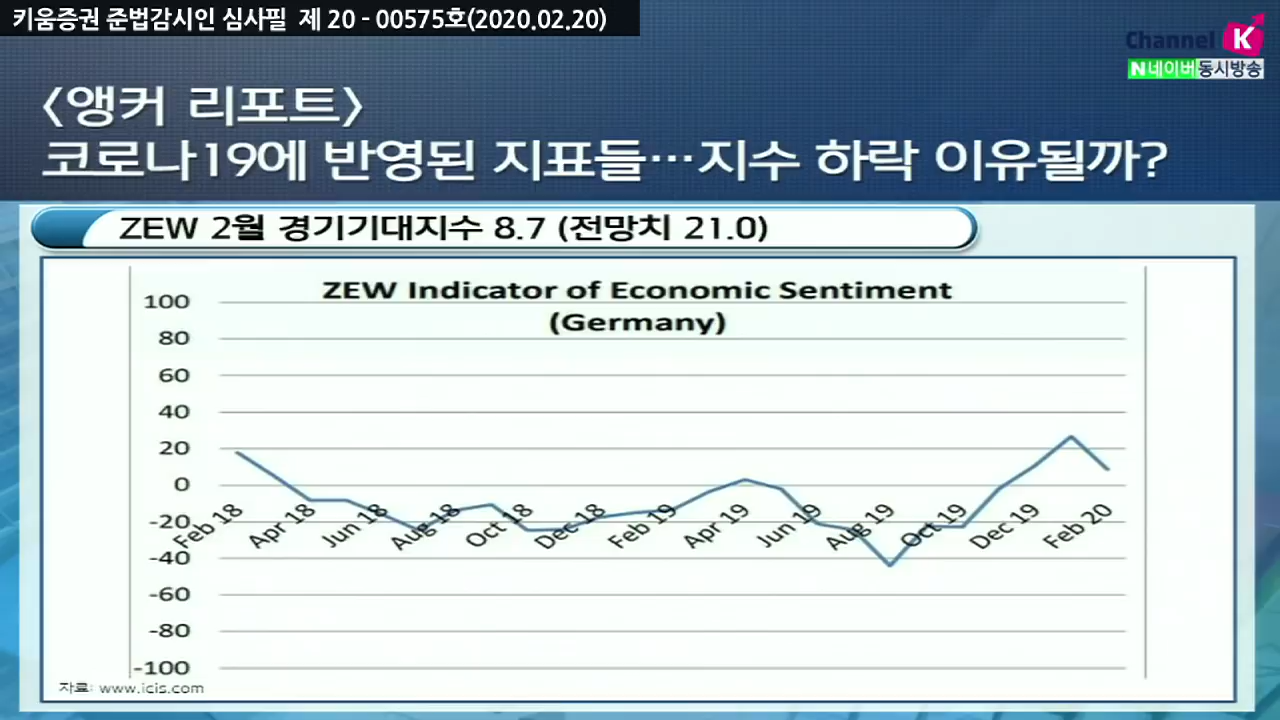 키움증권 준법감시인 심사필 제 20 - 00575호(2020.02.20)
Channel K
N네이버동시방송
<앵커 리포트>
코로나19에 반영된 지표들…지수 하락 이유될까?
ZEW 2월 경기기대지수 8.7 (전망치 21.0)
ZEW Indicator of Economic Sentiment
(Germany)
100
80
60
40
20
0
-20
-40
-60
-80
-100
Feb 18
Apr 18
Jun 18
Aug 18
Oct 18
Dec 18
Feb 19
Apr 19
Jun 19
Aug 19
Oct 19
Dec 19
Feb 20
자료: www.icis.com